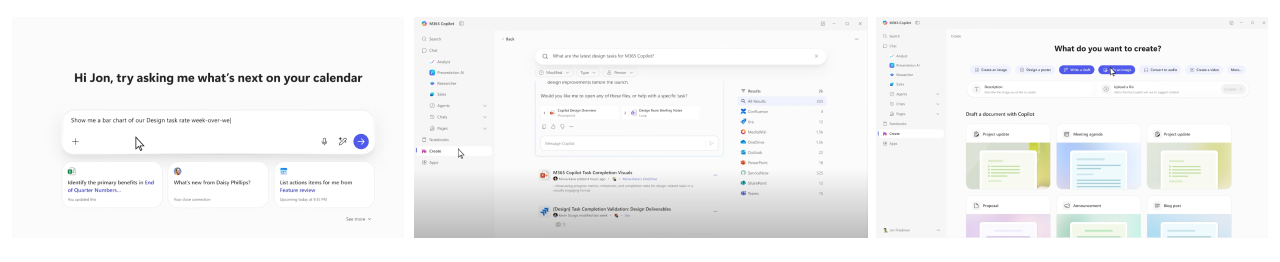 Hi Jon, try asking me what's next on your calendar
Show me a bar chart of our Design task rate week-over-we
Identify the primary benefits in End of Quarter Numbers...
You updated this
What's new from Daisy Phillips?
Your close connection
List actions items for me from Feature review
Upcoming today at 4:30 PM
See more
M365 Copilot
Search
Chat
Analyst
Presentation AI
Researcher
Sales
Agents
Chats
Pages
Notebooks
Create
Apps
Back
What are the latest design tasks for M365 Copilot?
Modified
Type
Person
design improvements before the launch.
Would you like me to open any of these files, or help with a specific task?
1
Copilot Design Overview
2
Design Team Briefing Notes
Message Copilot
M365 Copilot Task Completion Visuals
[Design] Task Completion Validation: Design Deliverables
Results
All Results
Confluence
Jira
MediaWiki
OneDrive
Outlook
PowerPoint
ServiceNow
SharePoint
Teams
M365 Copilot
Search
Chat
Analyst
Presentation AI
Researcher
Sales
Agents
Chats
Pages
Notebooks
Create
Apps
Jon Friedman
Create
What do you want to create?
Create an image
Design a poster
Write a draft
Convert to audio
Create a video
More...
Description
Upload a file
Draft a document with Copilot
Project update
Meeting agenda
Project update
Proposal
Announcement
Blog post